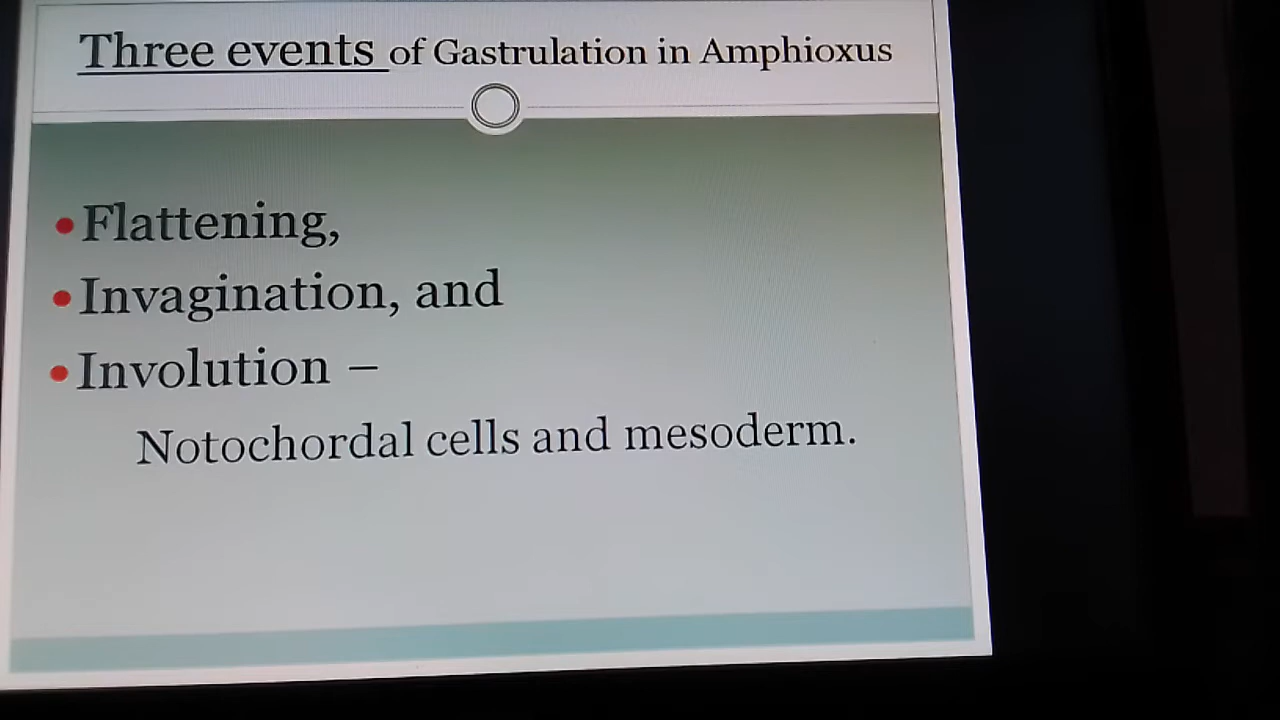 Three events of Gastrulation in Amphioxus
Flattening,
Invagination, and
Involution –
Notochordal cells and mesoderm.